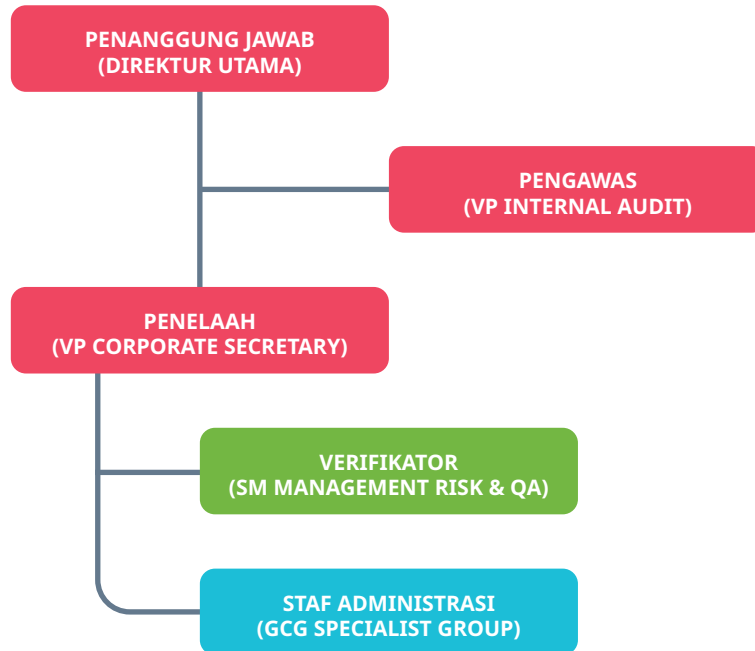 PENANGGUNG JAWAB
(DIREKTUR UTAMA)
PENGAWAS
(VP INTERNAL AUDIT)
PENELAAH
(VP CORPORATE SECRETARY)
VERIFIKATOR
(SM MANAGEMENT RISK & QA)
STAF ADMINISTRASI
(GCG SPECIALIST GROUP)